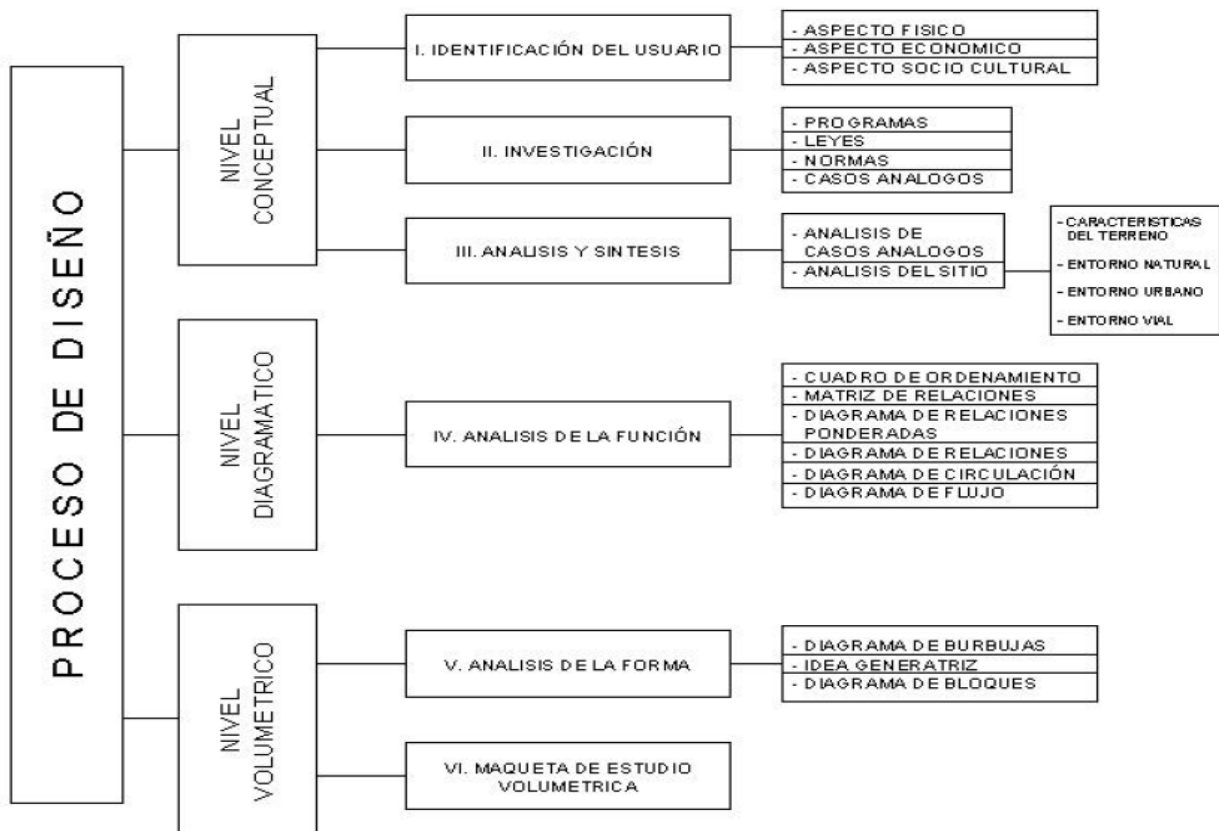 PROCESO DE DISEÑO
NIVEL
CONCEPTUAL
I. IDENTIFICACIÓN DEL USUARIO
- ASPECTO FISICO
- ASPECTO ECONOMICO
- ASPECTO SOCIO CULTURAL
II. INVESTIGACIÓN
- PROGRAMAS
- LEYES
- NORMAS
- CASOS ANALOGOS
III. ANALISIS Y SINTESIS
- ANALISIS DE
CASOS ANALOGOS
- ANALISIS DEL SITIO
- CARACTERISTICAS
DEL TERRENO
- ENTORNO NATURAL
- ENTORNO URBANO
- ENTORNO VIAL
NIVEL
DIAGRAMATICO
IV. ANALISIS DE LA FUNCIÓN
- CUADRO DE ORDENAMIENTO
- MATRIZ DE RELACIONES
- DIAGRAMA DE RELACIONES
PONDERADAS
- DIAGRAMA DE RELACIONES
- DIAGRAMA DE CIRCULACIÓN
- DIAGRAMA DE FLUJO
NIVEL
VOLUMETRICO
V. ANALISIS DE LA FORMA
- DIAGRAMA DE BURBUJAS
- IDEA GENERATRIZ
- DIAGRAMA DE BLOQUES
VI. MAQUETA DE ESTUDIO
VOLUMETRICA